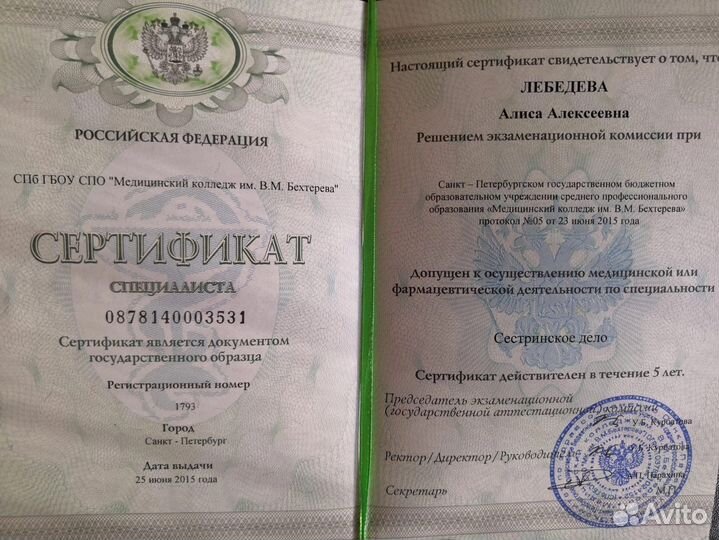 РОССИЙСКАЯ ФЕДЕРАЦИЯ
СПб ГБОУ СПО "Медицинский колледж им. В.М. Бехтерева"
СЕРТИФИКАТ
СПЕЦИАЛИСТА
0878140003531
Сертификат является документом
государственного образца
Регистрационный номер
1793
Город
Санкт - Петербург
Дата выдачи
25 июня 2015 года
Настоящий сертификат свидетельствует о том, что
ЛЕБЕДЕВА
Алиса Алексеевна
Решением экзаменационной комиссии при
Санкт – Петербургском государственном бюджетном
образовательном учреждении среднего профессионального
образования «Медицинский колледж им. В.М. Бехтерева»
протокол №05 от 23 июня 2015 года
Допущен к осуществлению медицинской или
фармацевтической деятельности по специальности
Сестринское дело
Сертификат действителен в течение 5 лет.
Председатель экзаменационной
(государственной аттестационной) комиссии
У.Б. Курбатова
Ректор/Директор/Руководитель
Курбатова
Секретарь
М.П.
Avito